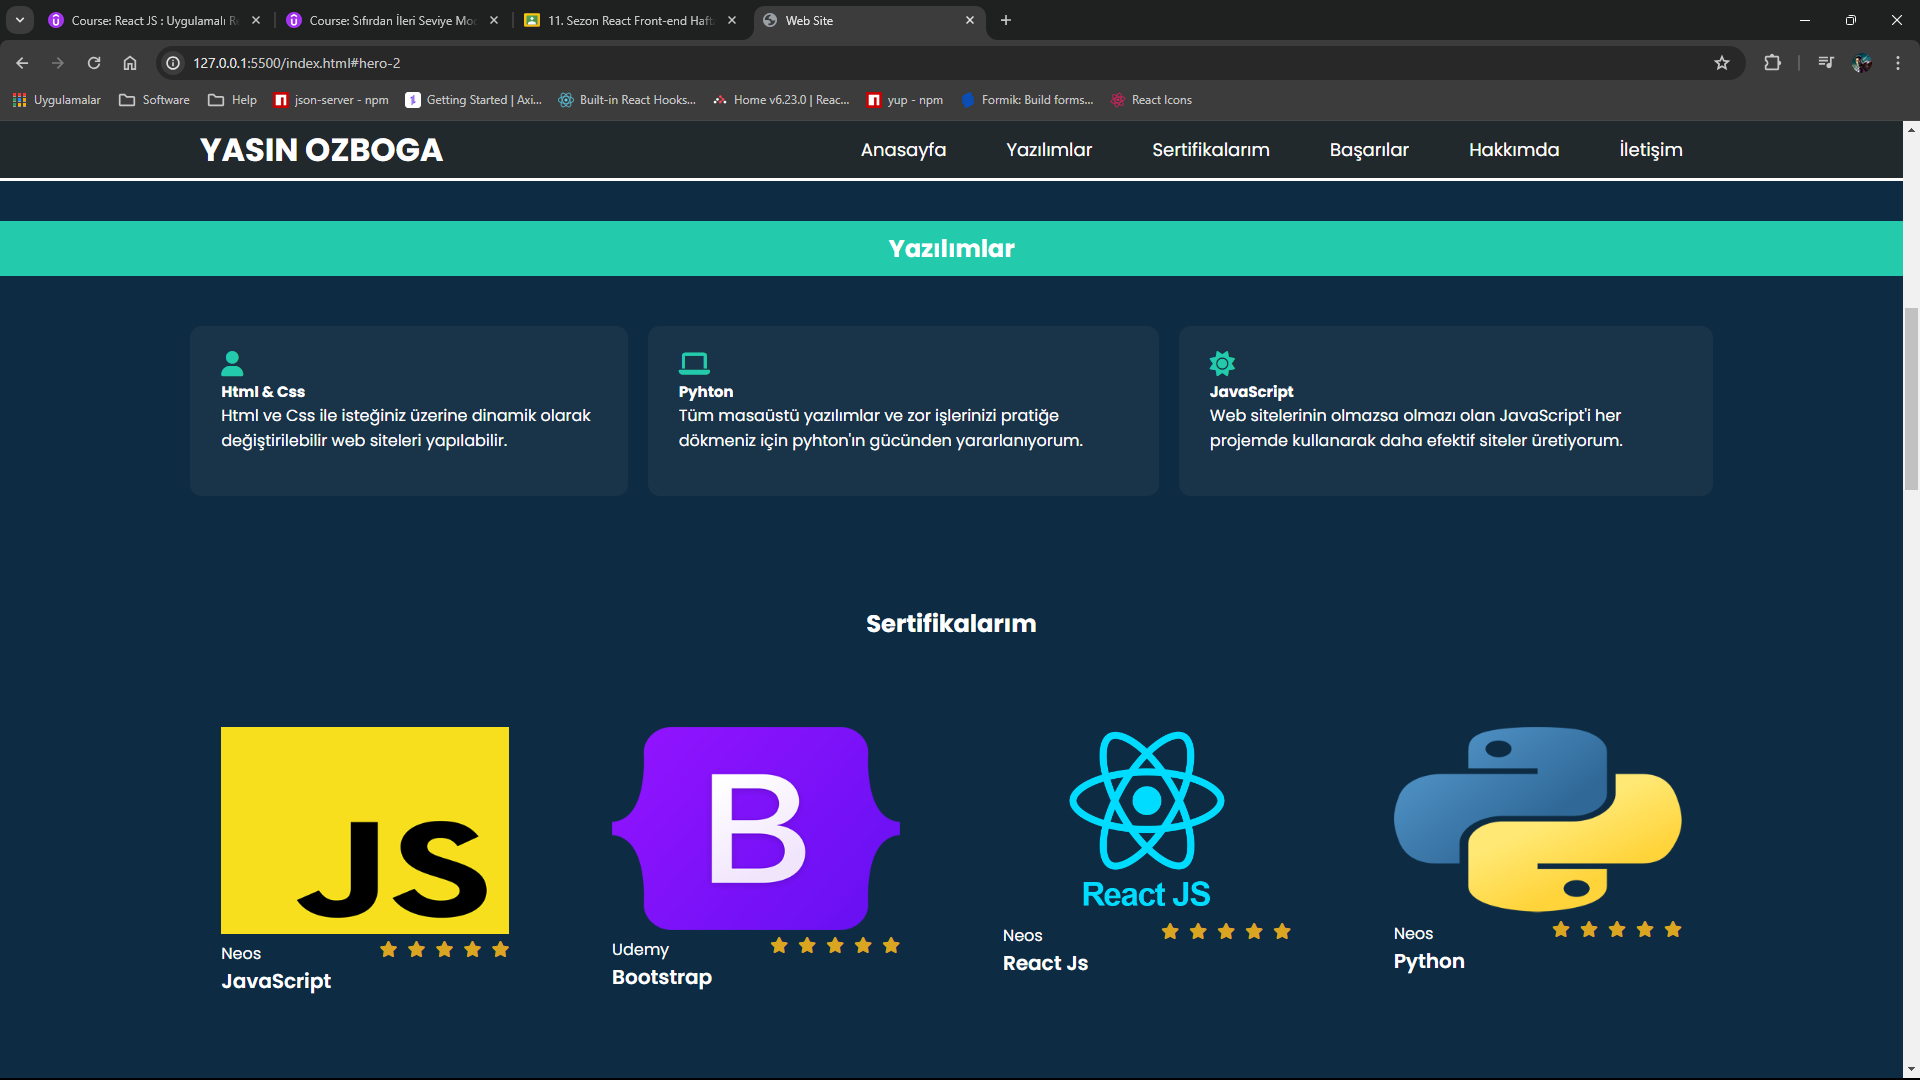 Course: React JS : Uygulamalı Re
Course: Sıfırdan İleri Seviye Mod
11. Sezon React Front-end Hafta
Web Site
127.0.0.1:5500/index.html#hero-2
Uygulamalar
Software
Help
json-server - npm
Getting Started | Axi...
Built-in React Hooks...
Home v6.23.0 | Reac...
yup - npm
Formik: Build forms...
React Icons
YASIN OZBOGA
Anasayfa
Yazılımlar
Sertifikalarım
Başarılar
Hakkımda
İletişim
Yazılımlar
Html & Css
Html ve Css ile isteğiniz üzerine dinamik olarak
değiştirilebilir web siteleri yapılabilir.
Pyhton
Tüm masaüstü yazılımlar ve zor işlerinizi pratiğe
dökmeniz için pyhton'ın gücünden yararlanıyorum.
JavaScript
Web sitelerinin olmazsa olmazı olan JavaScript'i her
projemde kullanarak daha efektif siteler üretiyorum.
Sertifikalarım
JS
Neos
JavaScript
B
Udemy
Bootstrap
React JS
Neos
React Js
Neos
Python